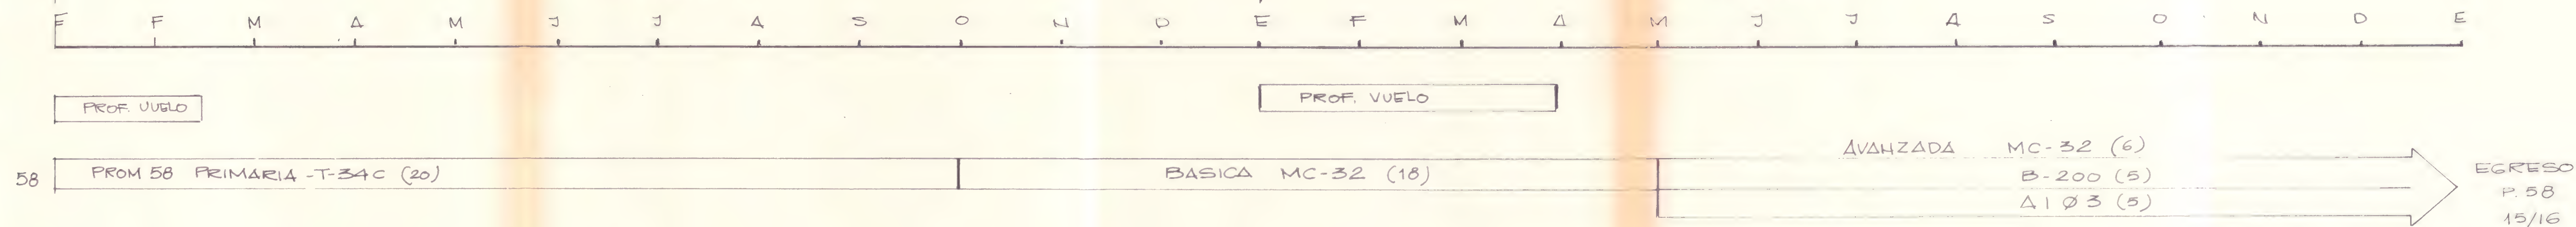 E F M A M J J A S O N D E F M A M J J A S O N D E
PROF. VUELO
PROF. VUELO
58
PROM 58 PRIMARIA -T-34C (20)
BASICA MC-32 (18)
AVANZADA MC-32 (6)
B-200 (5)
A1Ø3 (5)
EGRESO
P. 58
15/16